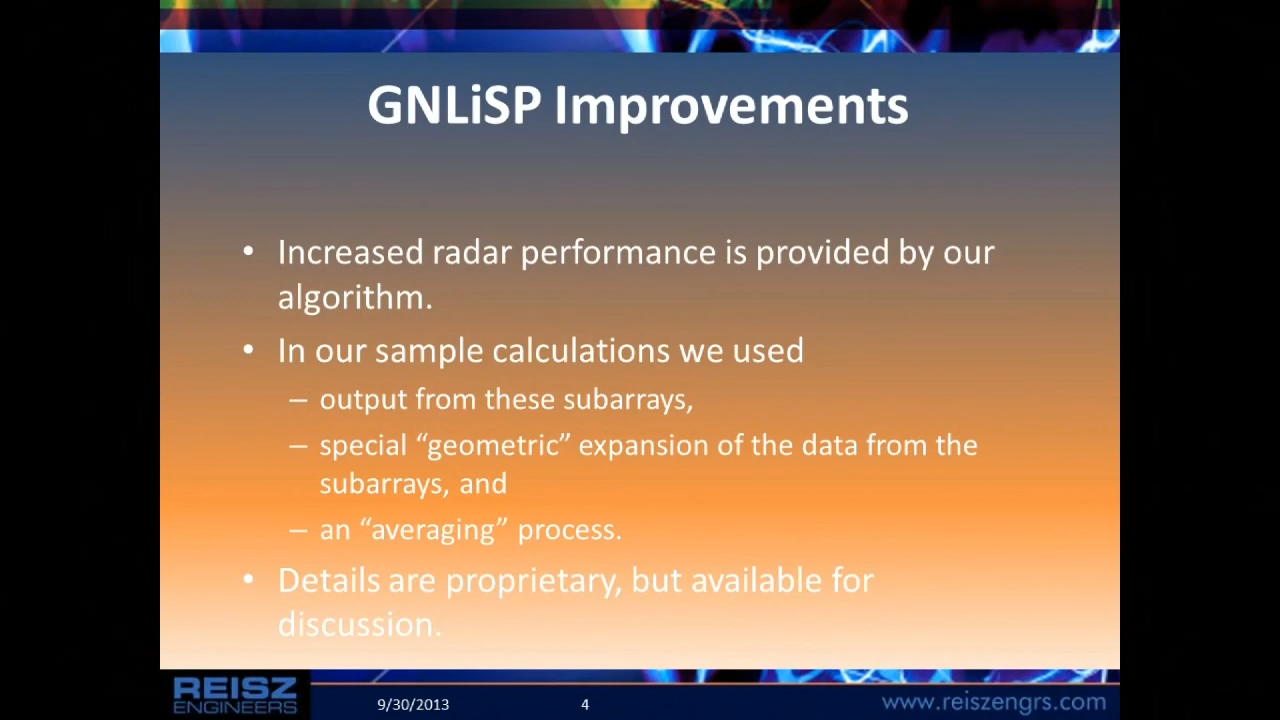 GNLiSP Improvements
• Increased radar performance is provided by our
algorithm.
• In our sample calculations we used
– output from these subarrays,
– special “geometric” expansion of the data from the
subarrays, and
– an “averaging” process.
• Details are proprietary, but available for
discussion.
REISZ
ENGINEERS
9/30/2013
4
www.reiszengrs.com